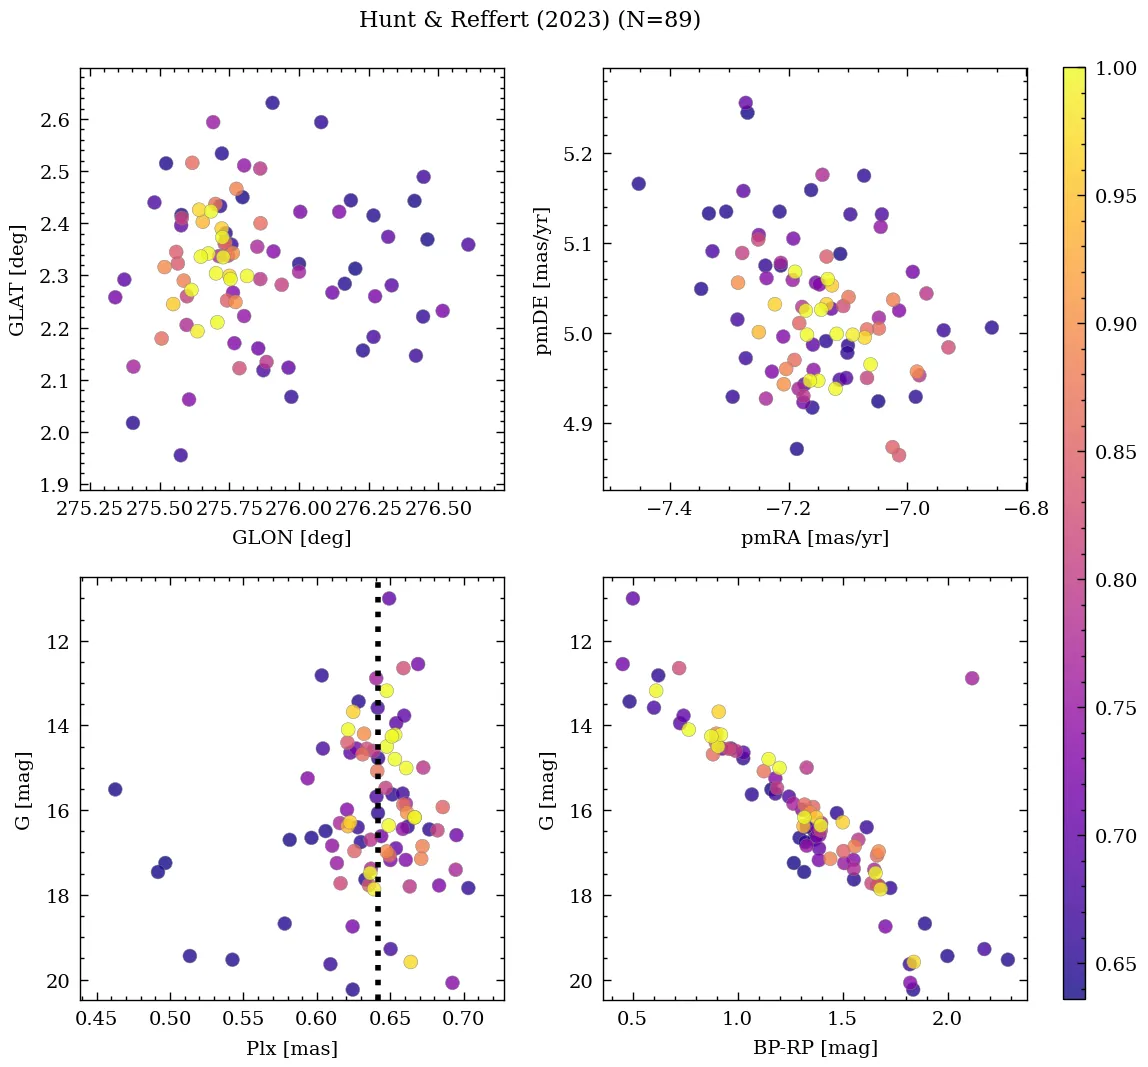 Hunt & Reffert (2023) (N=89)
2.6
2.5
2.4
2.3
2.2
2.1
2.0
1.9
GLAT [deg]
275.25 275.50 275.75 276.00 276.25 276.50
GLON [deg]
5.2
5.1
5.0
4.9
pmDE [mas/yr]
−7.4 −7.2 −7.0 −6.8
pmRA [mas/yr]
12
14
16
18
20
G [mag]
0.45 0.50 0.55 0.60 0.65 0.70
Plx [mas]
12
14
16
18
20
G [mag]
0.5 1.0 1.5 2.0
BP-RP [mag]
1.00
0.95
0.90
0.85
0.80
0.75
0.70
0.65